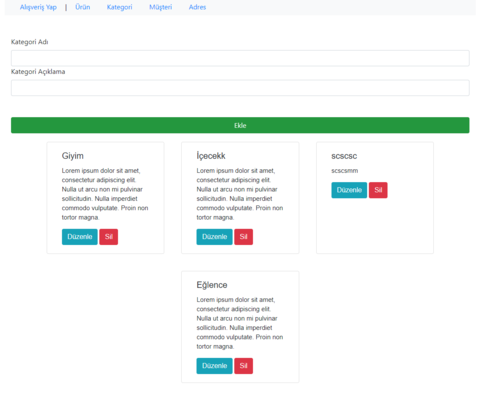 Alışveriş Yap | Ürün Kategori Müşteri Adres
Kategori Adı
Kategori Açıklama
Ekle
Giyim
Lorem ipsum dolor sit amet,
consectetur adipiscing elit.
Nulla ut arcu non mi pulvinar
sollicitudin. Nulla imperdiet
commodo vulputate. Proin non
tortor magna.
Düzenle Sil
İçecekk
Lorem ipsum dolor sit amet,
consectetur adipiscing elit.
Nulla ut arcu non mi pulvinar
sollicitudin. Nulla imperdiet
commodo vulputate. Proin non
tortor magna.
Düzenle Sil
scscsc
scscsmm
Düzenle Sil
Eğlence
Lorem ipsum dolor sit amet,
consectetur adipiscing elit.
Nulla ut arcu non mi pulvinar
sollicitudin. Nulla imperdiet
commodo vulputate. Proin non
tortor magna.
Düzenle Sil